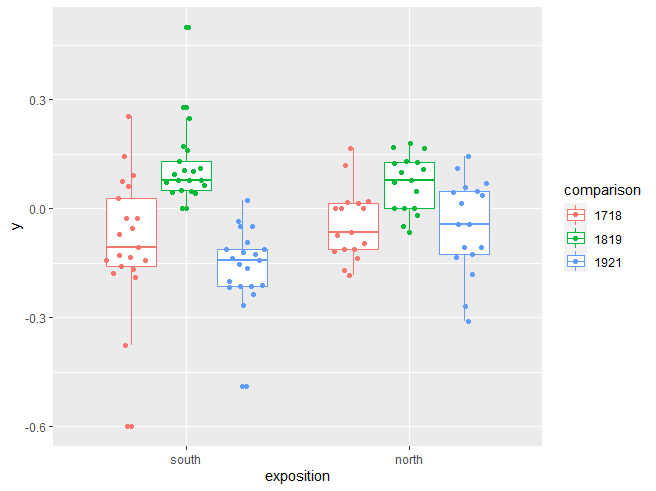 0.3
0.0
-0.3
-0.6
y
south
north
exposition
comparison
1718
1819
1921